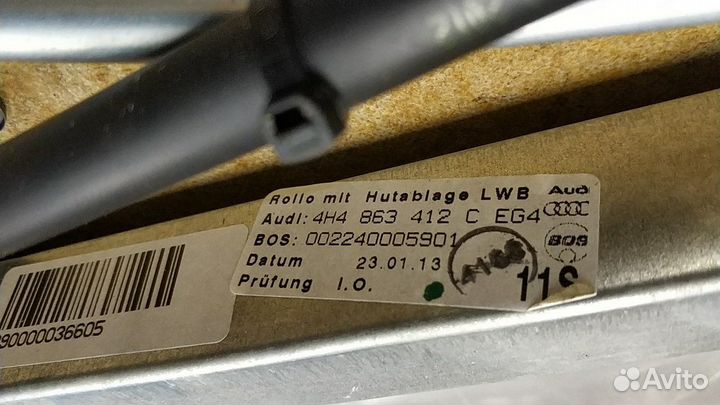 Rollo mit Hutablage LWB Audi
Audi: 4H4 863 412 C EG4
BOS: 002240005901 BOS
Datum 23.01.13
Prüfung I.O.
90000036605
Avito